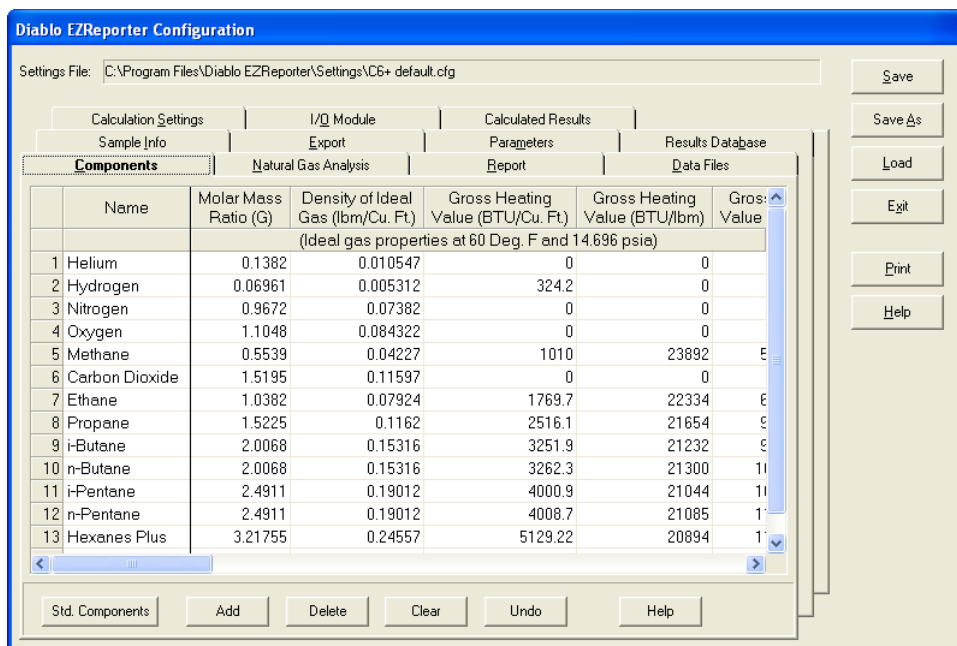 Diablo EZReporter Configuration
Settings File: C:\Program Files\Diablo EZReporter\Settings\C6+ default.cfg
Save
Save As
Load
Exit
Print
Help
Calculation Settings I/O Module Calculated Results
Sample Info Export Parameters Results Database
Components Natural Gas Analysis Report Data Files
Name Molar Mass Ratio (G) Density of Ideal Gas (lbm/Cu. Ft.) Gross Heating Value (BTU/Cu. Ft.) Gross Heating Value (BTU/lbm) Gros Value
(Ideal gas properties at 60 Deg. F and 14.696 psia)
1 Helium 0.1382 0.010547 0 0
2 Hydrogen 0.06961 0.005312 324.2 0
3 Nitrogen 0.9672 0.07382 0 0
4 Oxygen 1.1048 0.084322 0 0
5 Methane 0.5539 0.04227 1010 23892 5
6 Carbon Dioxide 1.5195 0.11597 0 0
7 Ethane 1.0382 0.07924 1769.7 22334 6
8 Propane 1.5225 0.1162 2516.1 21654 9
9 i-Butane 2.0068 0.15316 3251.9 21232 9
10 n-Butane 2.0068 0.15316 3262.3 21300 1
11 i-Pentane 2.4911 0.19012 4000.9 21044 1
12 n-Pentane 2.4911 0.19012 4008.7 21085 1
13 Hexanes Plus 3.21755 0.24557 5129.22 20894 1
Std. Components Add Delete Clear Undo Help